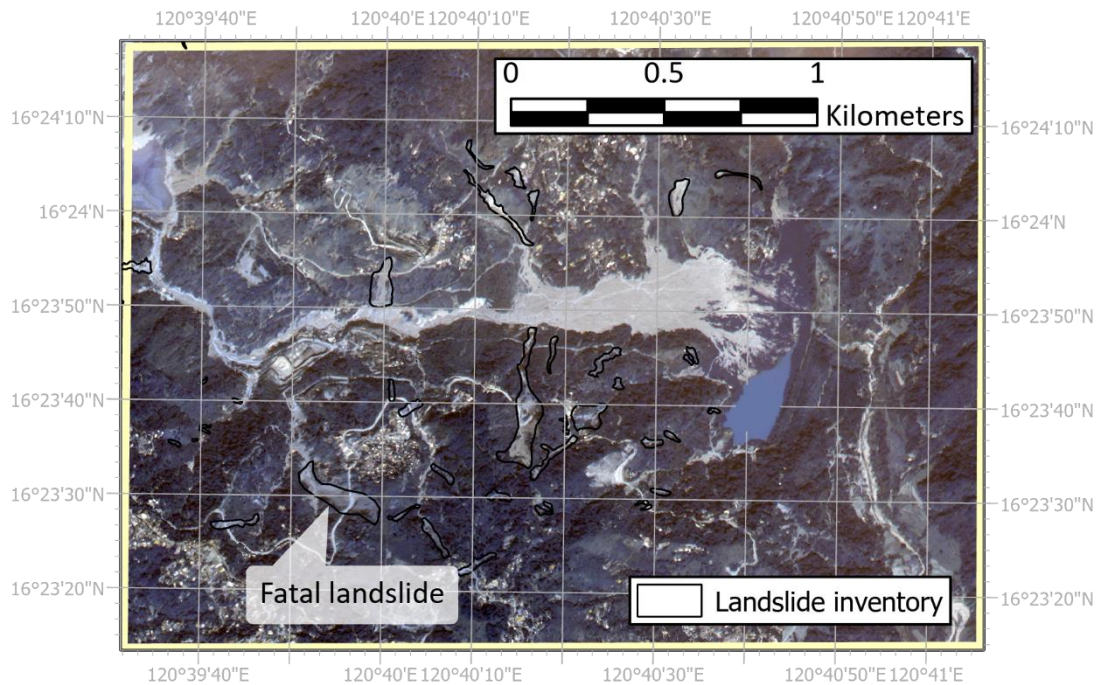 120°39'40"E 120°40'E 120°40'10"E 120°40'30"E 120°40'50"E 120°41'E
0 0.5 1
Kilometers
16°24'10"N 16°24'10"N
16°24'N 16°24'N
16°23'50"N 16°23'50"N
16°23'40"N 16°23'40"N
16°23'30"N 16°23'30"N
16°23'20"N 16°23'20"N
Fatal landslide
Landslide inventory
120°39'40"E 120°40'E 120°40'10"E 120°40'30"E 120°40'50"E 120°41'E